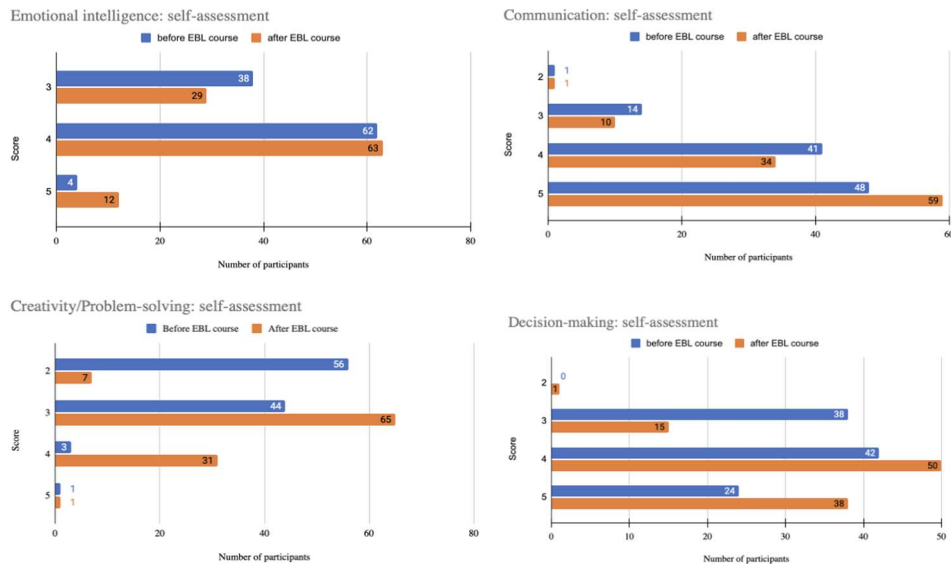 Emotional intelligence: self-assessment
before EBL course after EBL course
3
38
29
4
62
63
5
4
12
Score
0 20 40 60 80
Number of participants
Communication: self-assessment
before EBL course after EBL course
2
1
1
3
14
10
4
41
34
5
48
59
Score
0 20 40 60
Number of participants
Creativity/Problem-solving: self-assessment
Before EBL course After EBL course
2
56
7
3
44
65
4
3
31
5
1
1
Score
0 20 40 60 80
Number of participants
Decision-making: self-assessment
before EBL course after EBL course
2
0
1
3
38
15
4
42
50
5
24
38
Score
0 10 20 30 40 50
Number of participants